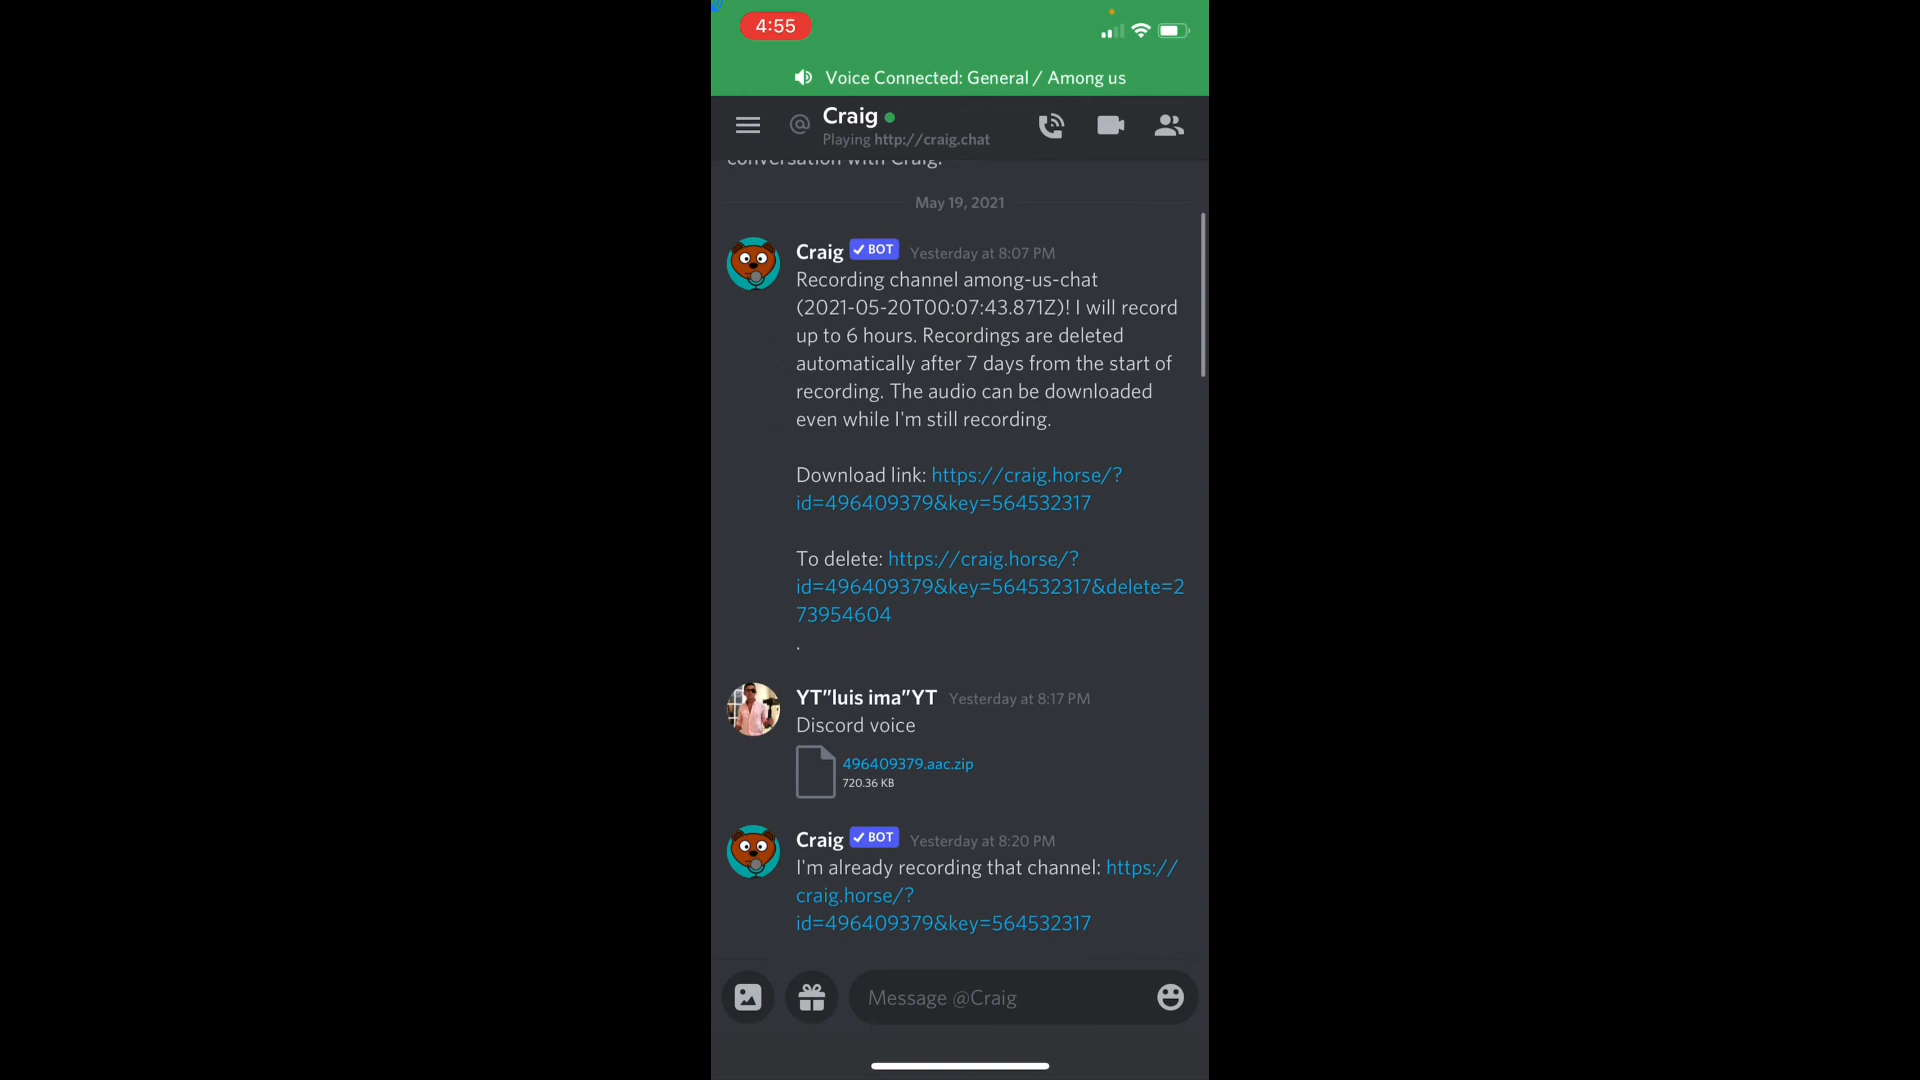 4:55
Voice Connected: General / Among us
@ Craig
Playing http://craig.chat
conversation with Craig.
May 19, 2021
Craig BOT Yesterday at 8:07 PM
Recording channel among-us-chat
(2021-05-20T00:07:43.871Z)! I will record
up to 6 hours. Recordings are deleted
automatically after 7 days from the start of
recording. The audio can be downloaded
even while I'm still recording.
Download link: https://craig.horse/?
id=496409379&key=564532317
To delete: https://craig.horse/?
id=496409379&key=564532317&delete=2
73954604
.
YT"luis ima"YT Yesterday at 8:17 PM
Discord voice
496409379.aac.zip
720.36 KB
Craig BOT Yesterday at 8:20 PM
I'm already recording that channel: https://
craig.horse/?
id=496409379&key=564532317
Message @Craig